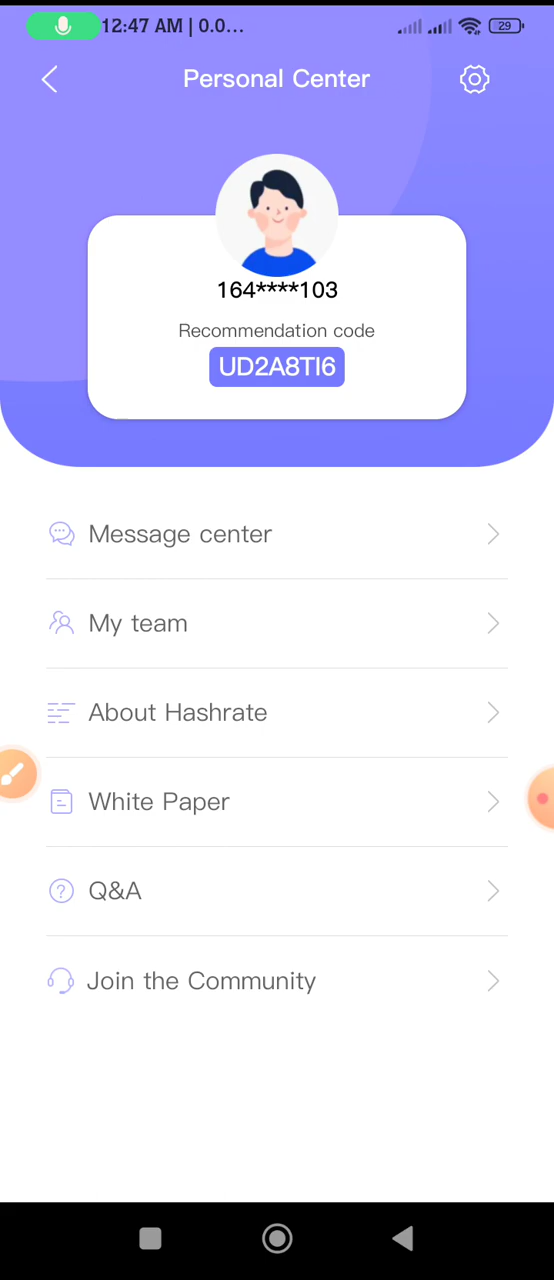 12:47 AM | 0.0...
29
Personal Center
164****103
Recommendation code
UD2A8TI6
Message center
My team
About Hashrate
White Paper
Q&A
Join the Community